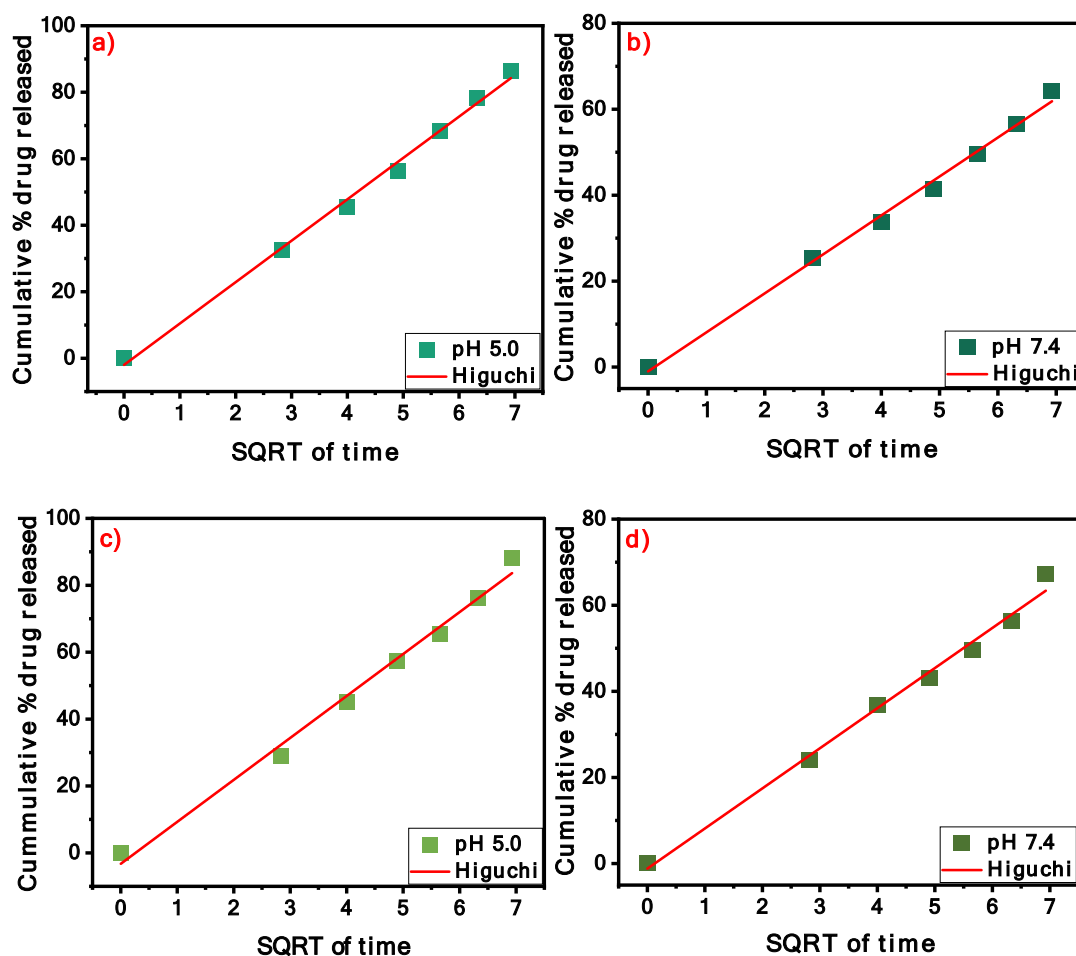 a)
Cumulative % drug released
100
80
60
40
20
0
pH 5.0
Higuchi
0 1 2 3 4 5 6 7
SQRT of time
b)
Cumulative % drug released
80
60
40
20
0
pH 7.4
Higuchi
0 1 2 3 4 5 6 7
SQRT of time
c)
Cummulative % drug released
100
80
60
40
20
0
pH 5.0
Higuchi
0 1 2 3 4 5 6 7
SQRT of time
d)
Cumulative % drug released
80
60
40
20
0
pH 7.4
Higuchi
0 1 2 3 4 5 6 7
SQRT of time